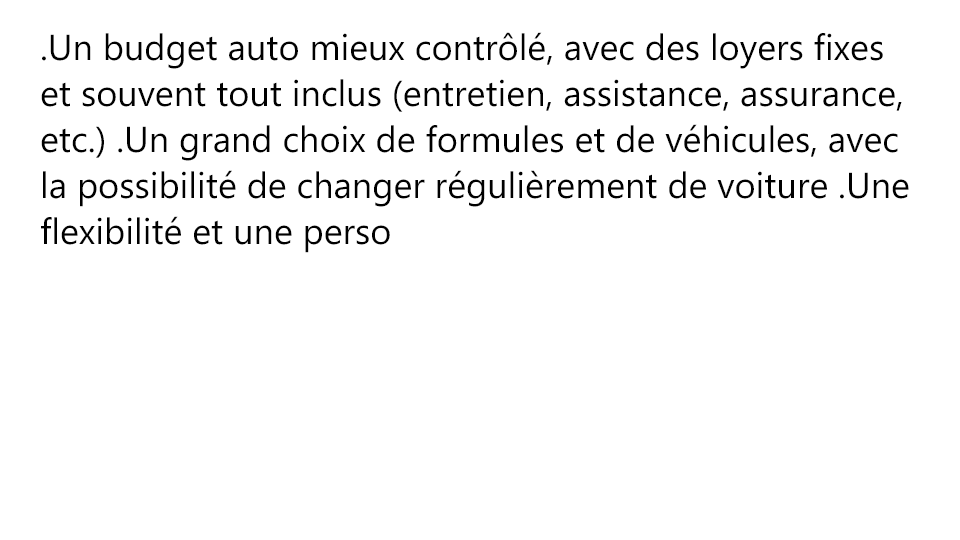 .Un budget auto mieux contrôlé, avec des loyers fixes
et souvent tout inclus (entretien, assistance, assurance,
etc.) .Un grand choix de formules et de véhicules, avec
la possibilité de changer régulièrement de voiture .Une
flexibilité et une perso